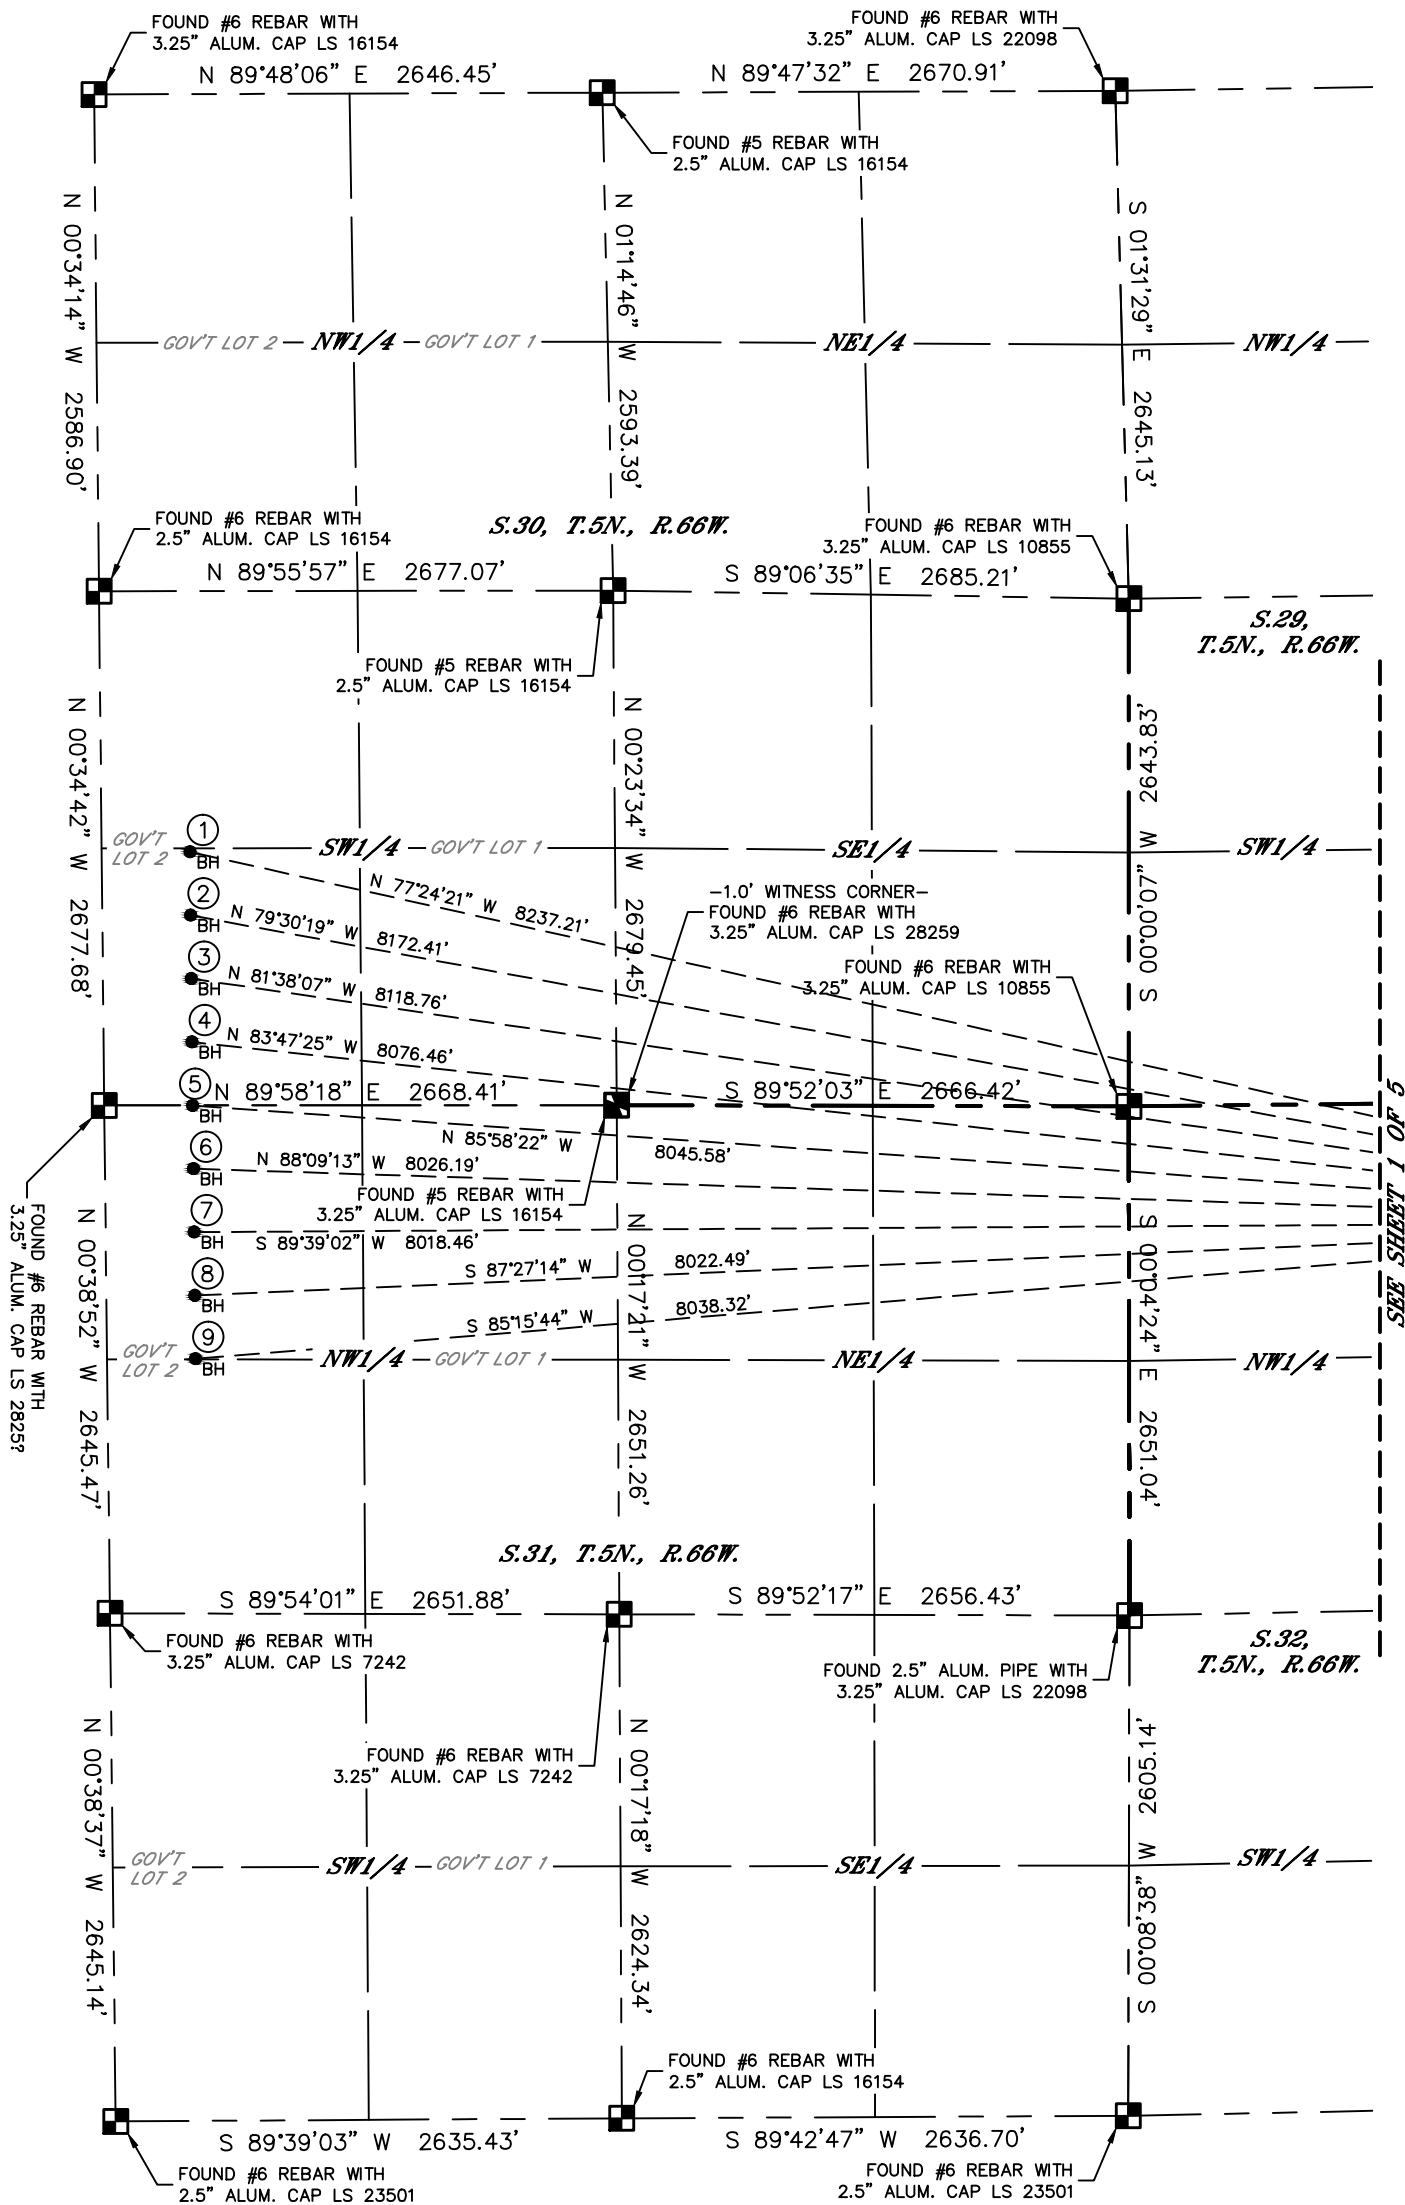 FOUND #6 REBAR WITH
3.25" ALUM. CAP LS 16154
FOUND #6 REBAR WITH
3.25" ALUM. CAP LS 22098
N 89°48'06" E 2646.45'
N 89°47'32" E 2670.91'
FOUND #5 REBAR WITH
2.5" ALUM. CAP LS 16154
N 00°34'14" W 2586.90'
N 01°14'46" W 2593.39'
S 01°31'29" E 2645.13'
GOV'T LOT 2
NW1/4
GOV'T LOT 1
NE1/4
NW1/4
FOUND #6 REBAR WITH
2.5" ALUM. CAP LS 16154
S.30, T.5N., R.66W.
FOUND #6 REBAR WITH
3.25" ALUM. CAP LS 10855
N 89°55'57" E 2677.07'
S 89°06'35" E 2685.21'
S.29,
T.5N., R.66W.
FOUND #5 REBAR WITH
2.5" ALUM. CAP LS 16154
N 00°34'42" W 2677.68'
N 00°23'34" W 2679.45'
S 00°00'07" W 2643.83'
GOV'T
LOT 2
1
BH
SW1/4
GOV'T LOT 1
SE1/4
SW1/4
N 77°24'21" W 8237.21'
2
BH
N 79°30'19" W 8172.41'
-1.0' WITNESS CORNER-
FOUND #6 REBAR WITH
3.25" ALUM. CAP LS 28259
3
BH
N 81°38'07" W 8118.76'
FOUND #6 REBAR WITH
3.25" ALUM. CAP LS 10855
4
BH
N 83°47'25" W 8076.46'
5
BH
N 89°58'18" E 2668.41'
S 89°52'03" E 2666.42'
N 85°58'22" W 8045.58'
6
BH
N 88°09'13" W 8026.19'
FOUND #5 REBAR WITH
3.25" ALUM. CAP LS 16154
7
BH
S 89°39'02" W 8018.46'
8
BH
S 87°27'14" W 8022.49'
9
BH
S 85°15'44" W 8038.32'
SEE SHEET 1 OF 5
FOUND #6 REBAR WITH
3.25" ALUM. CAP LS 2825?
N 00°38'52" W 2645.47'
N 00°17'21" W 2651.26'
S 00°04'24" E 2651.04'
GOV'T
LOT 2
NW1/4
GOV'T LOT 1
NE1/4
NW1/4
S.31, T.5N., R.66W.
S 89°54'01" E 2651.88'
S 89°52'17" E 2656.43'
FOUND #6 REBAR WITH
3.25" ALUM. CAP LS 7242
S.32,
T.5N., R.66W.
FOUND 2.5" ALUM. PIPE WITH
3.25" ALUM. CAP LS 22098
FOUND #6 REBAR WITH
3.25" ALUM. CAP LS 7242
N 00°38'37" W 2645.14'
N 00°17'18" W 2624.34'
S 00°08'38" W 2605.14'
GOV'T
LOT 2
SW1/4
GOV'T LOT 1
SE1/4
SW1/4
FOUND #6 REBAR WITH
2.5" ALUM. CAP LS 16154
S 89°39'03" W 2635.43'
S 89°42'47" W 2636.70'
FOUND #6 REBAR WITH
2.5" ALUM. CAP LS 23501
FOUND #6 REBAR WITH
2.5" ALUM. CAP LS 23501